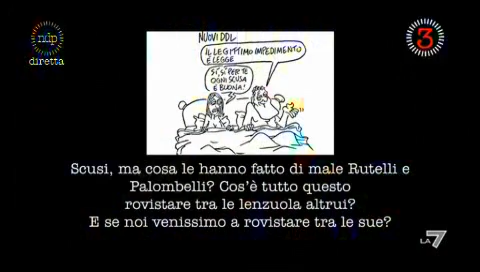 ndp
diretta
3
NUOVI DDL
IL LEGITTIMO IMPEDIMENTO
È LEGGE
SÌ, SÌ PER TE
OGNI SCUSA
È BUONA!
Scusi, ma cosa le hanno fatto di male Rutelli e
Palombelli? Cos'è tutto questo
rovistare tra le lenzuola altrui?
E se noi venissimo a rovistare tra le sue?
LA7